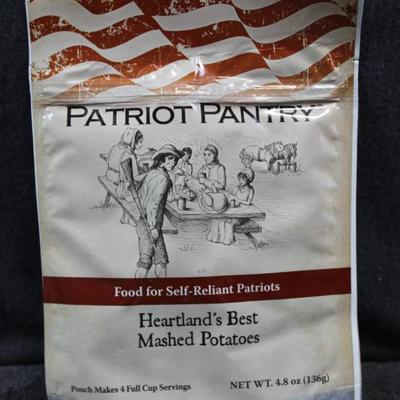 PATRIOT PANTRY
Food for Self-Reliant Patriots
Heartland's Best
Mashed Potatoes
Pouch Makes 4 Full Cup Servings NET WT. 4.8 oz (136g)